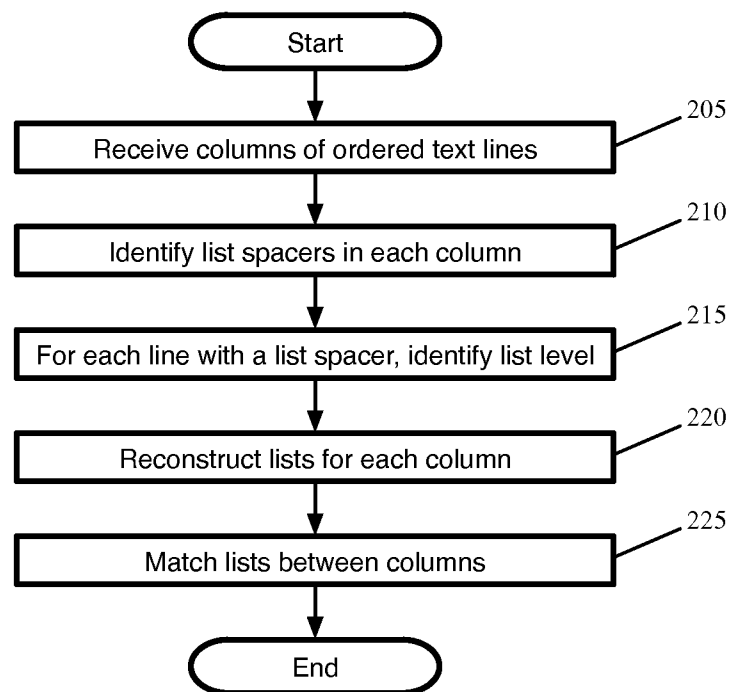 Start
205
Receive columns of ordered text lines
210
Identify list spacers in each column
215
For each line with a list spacer, identify list level
220
Reconstruct lists for each column
225
Match lists between columns
End